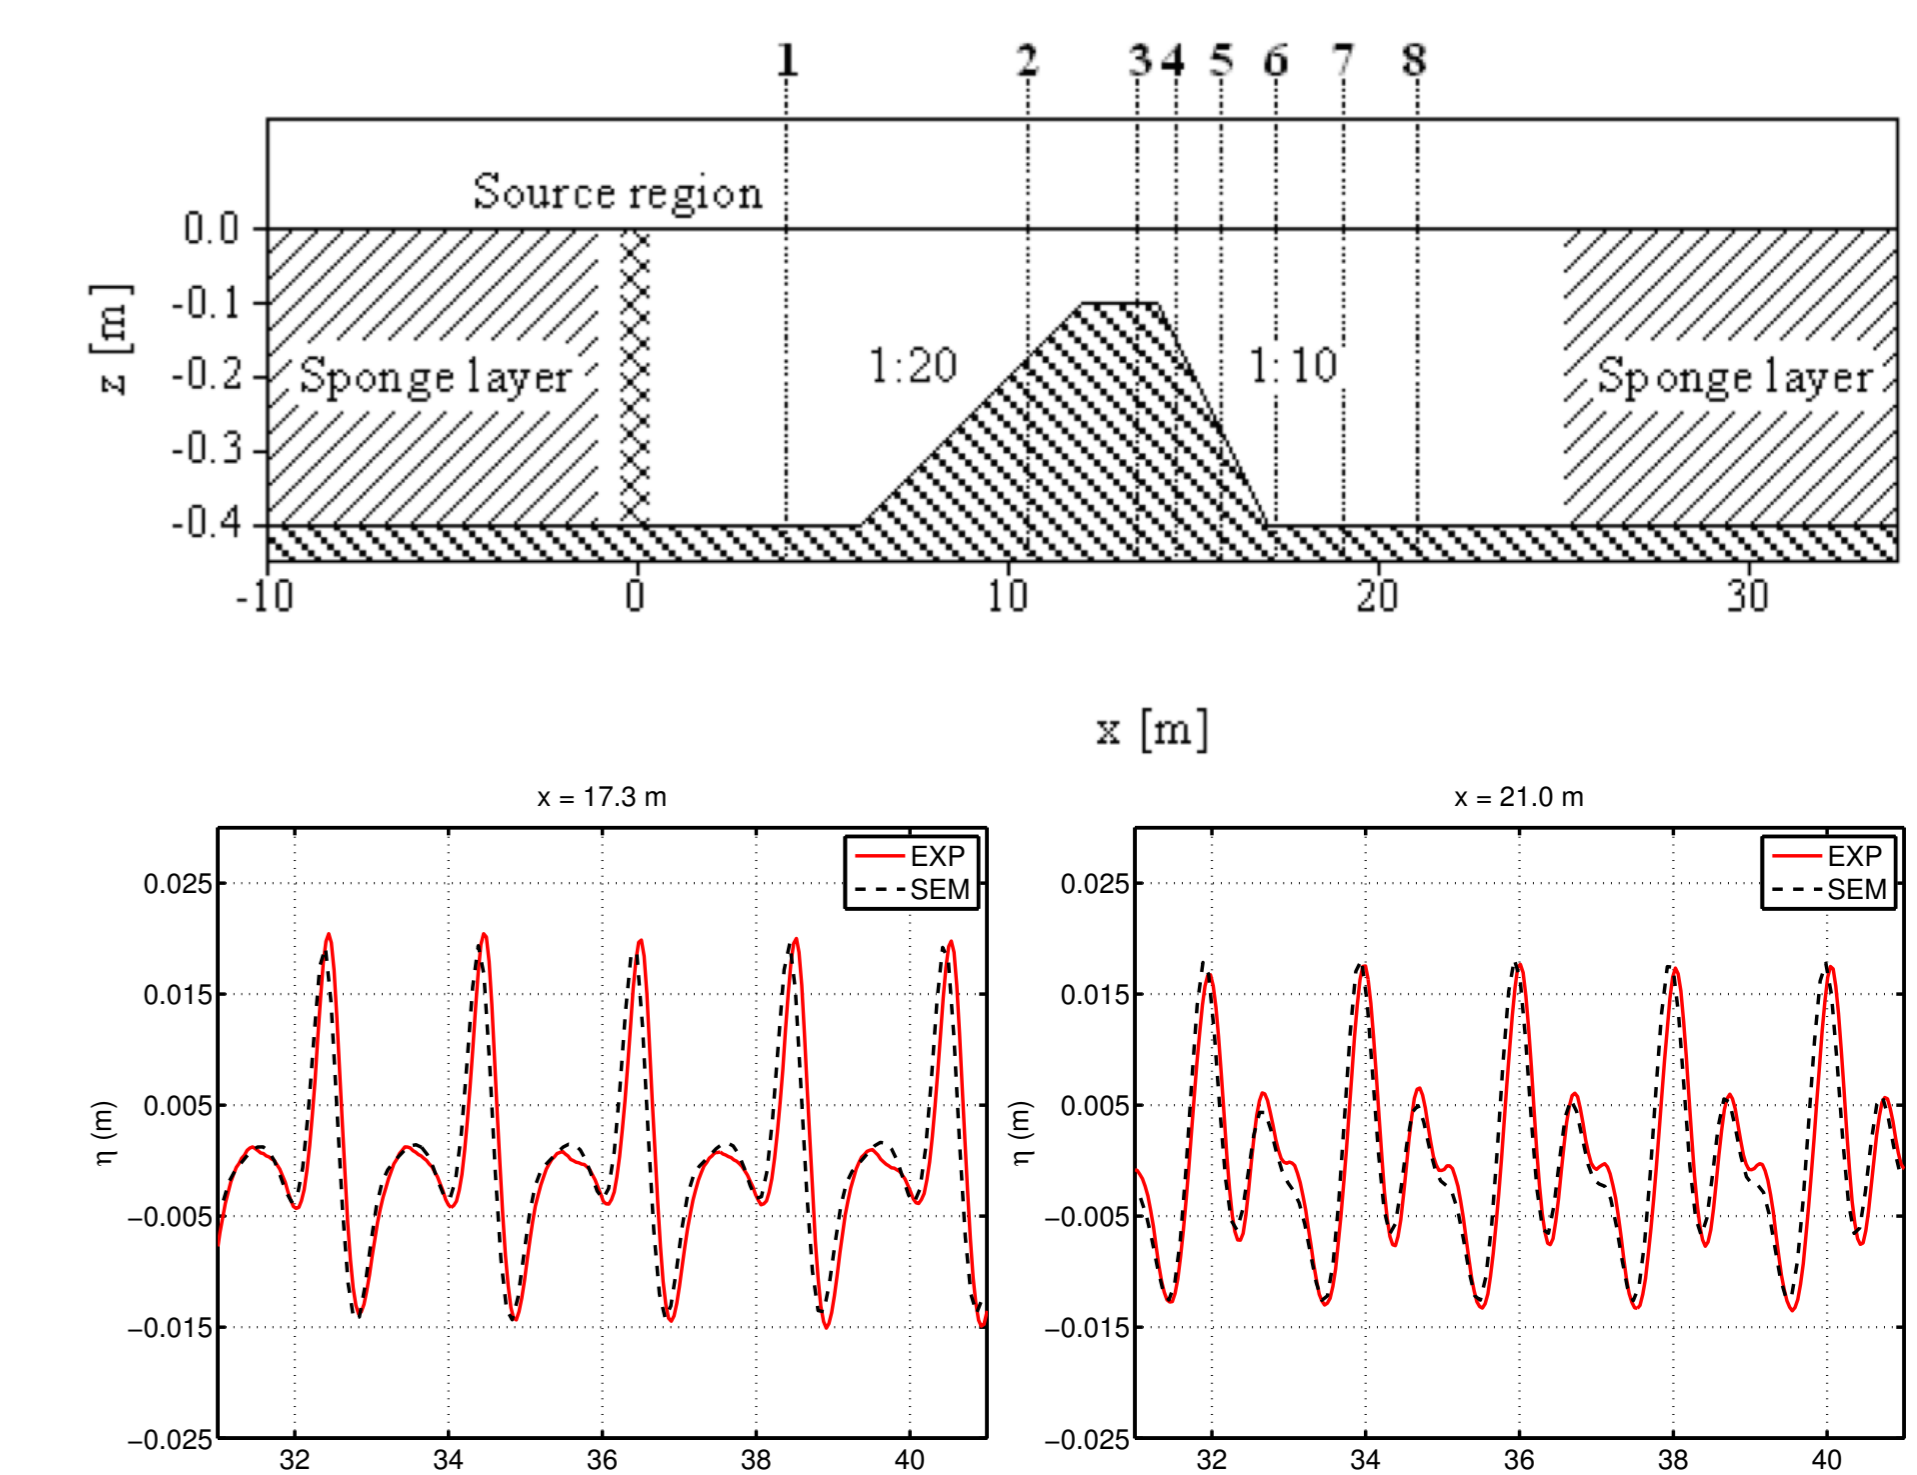 1 2 3 4 5 6 7 8
Source region
0.0
-0.1
-0.2
-0.3
-0.4
z [m]
Sponge layer
1:20
1:10
Sponge layer
-10 0 10 20 30
x [m]
x = 17.3 m
EXP
SEM
0.025
0.015
0.005
−0.005
−0.015
−0.025
η (m)
32 34 36 38 40
x = 21.0 m
EXP
SEM
0.025
0.015
0.005
−0.005
−0.015
−0.025
η (m)
32 34 36 38 40